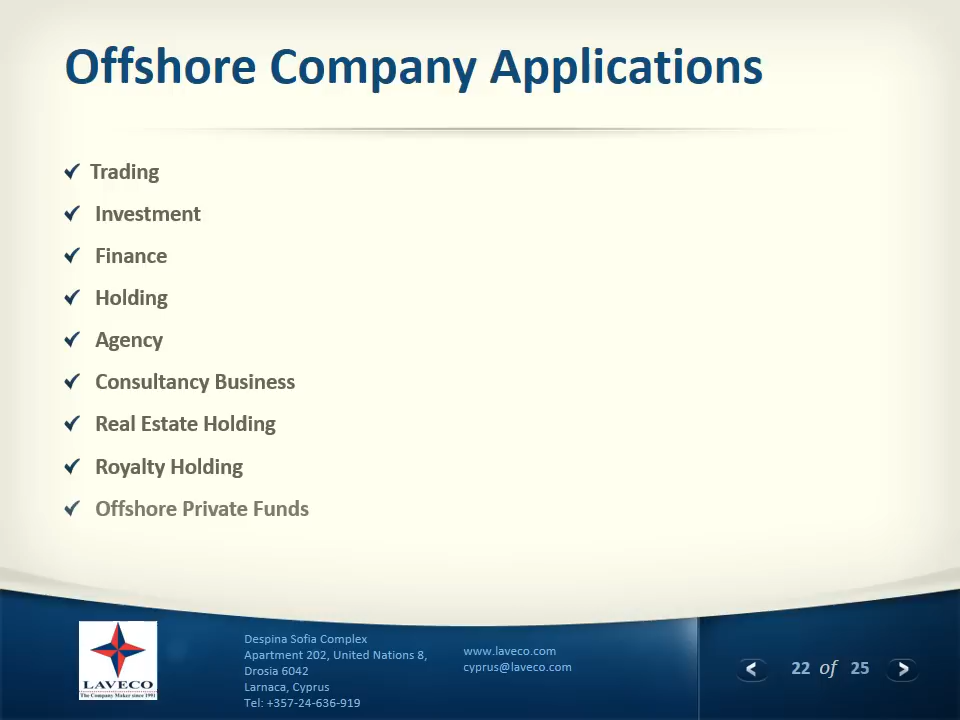 Offshore Company Applications
Trading
Investment
Finance
Holding
Agency
Consultancy Business
Real Estate Holding
Royalty Holding
Offshore Private Funds
LAVECO
The Company Maker since 1991
Despina Sofia Complex
Apartment 202, United Nations 8,
Drosia 6042
Larnaca, Cyprus
Tel: +357-24-636-919
www.laveco.com
cyprus@laveco.com
22 of 25